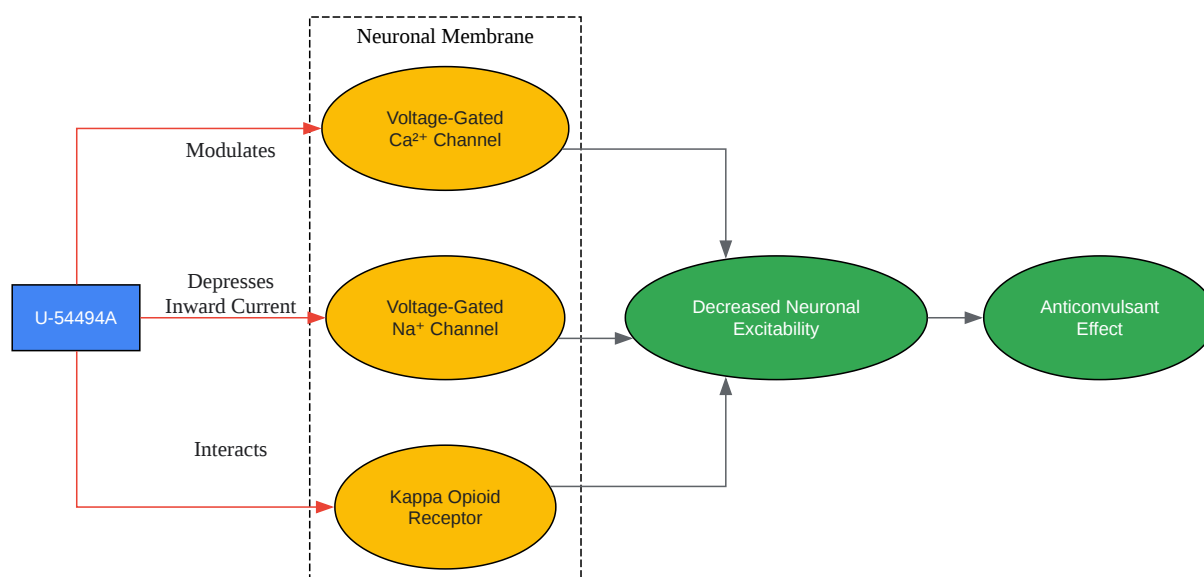 Neuronal Membrane
Voltage-Gated
Ca²⁺ Channel
Modulates
Depresses
Inward Current
U-54494A
Voltage-Gated
Na⁺ Channel
Decreased Neuronal
Excitability
Anticonvulsant
Effect
Interacts
Kappa Opioid
Receptor